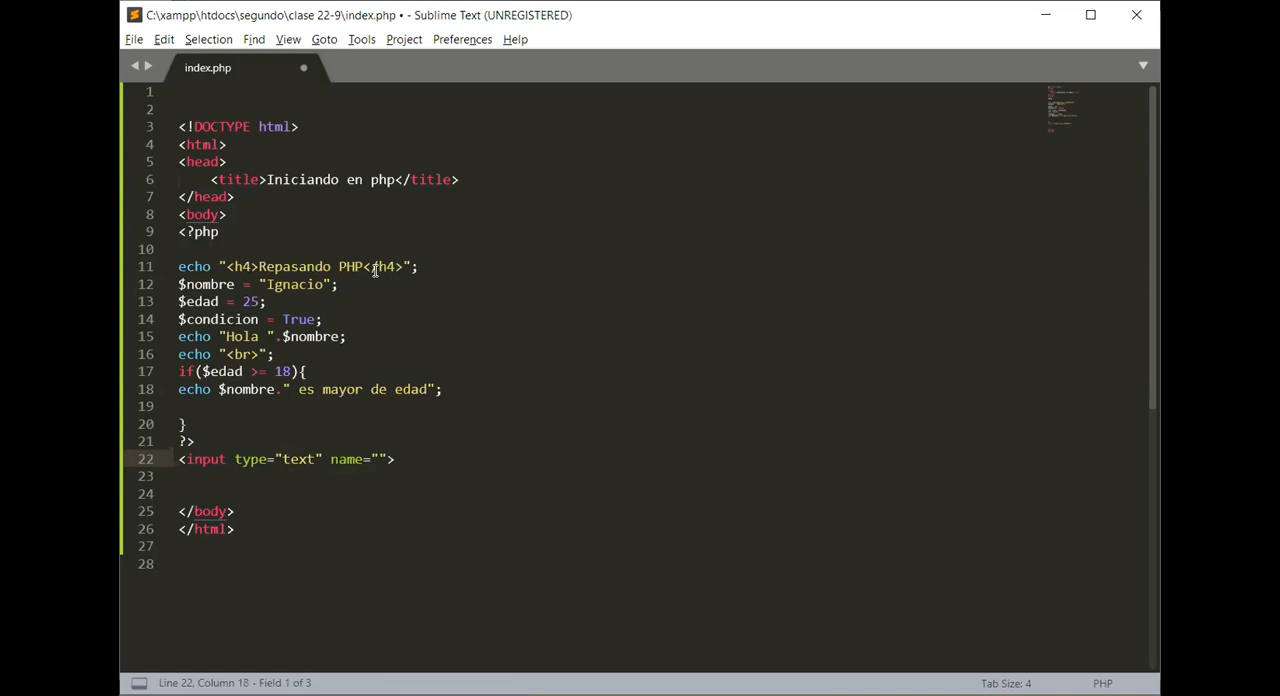 C:\xampp\htdocs\segundo\clase 22-9\index.php • - Sublime Text (UNREGISTERED)
File Edit Selection Find View Goto Tools Project Preferences Help
index.php
1
2
3 <!DOCTYPE html>
4 <html>
5 <head>
6 <title>Iniciando en php</title>
7 </head>
8 <body>
9 <?php
10
11 echo "<h4>Repasando PHP</h4>";
12 $nombre = "Ignacio";
13 $edad = 25;
14 $condicion = True;
15 echo "Hola ".$nombre;
16 echo "<br>";
17 if($edad >= 18){
18 echo $nombre." es mayor de edad";
19
20 }
21 ?>
22 <input type="text" name="">
23
24
25 </body>
26 </html>
27
28
Line 22, Column 18 - Field 1 of 3 Tab Size: 4 PHP